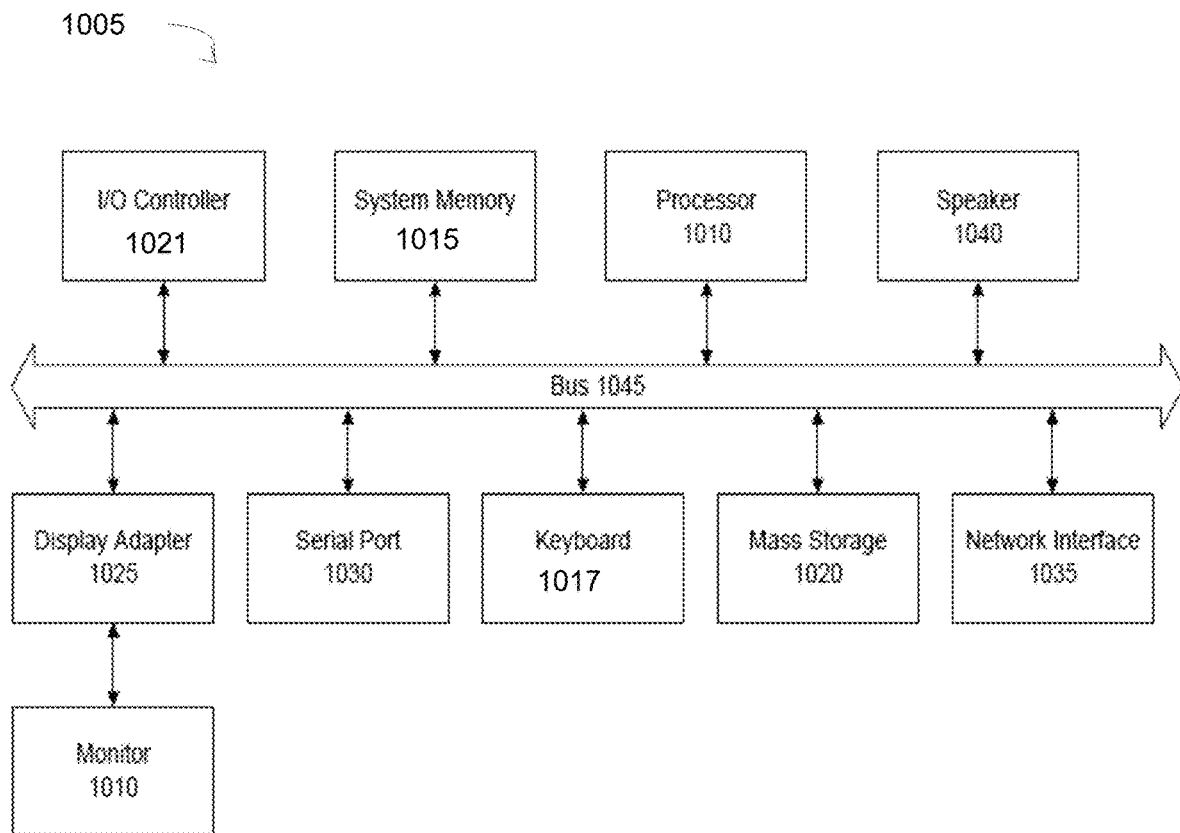 1005
I/O Controller
1021
System Memory
1015
Processor
1010
Speaker
1040
Bus 1045
Display Adapter
1025
Serial Port
1030
Keyboard
1017
Mass Storage
1020
Network Interface
1035
Monitor
1010